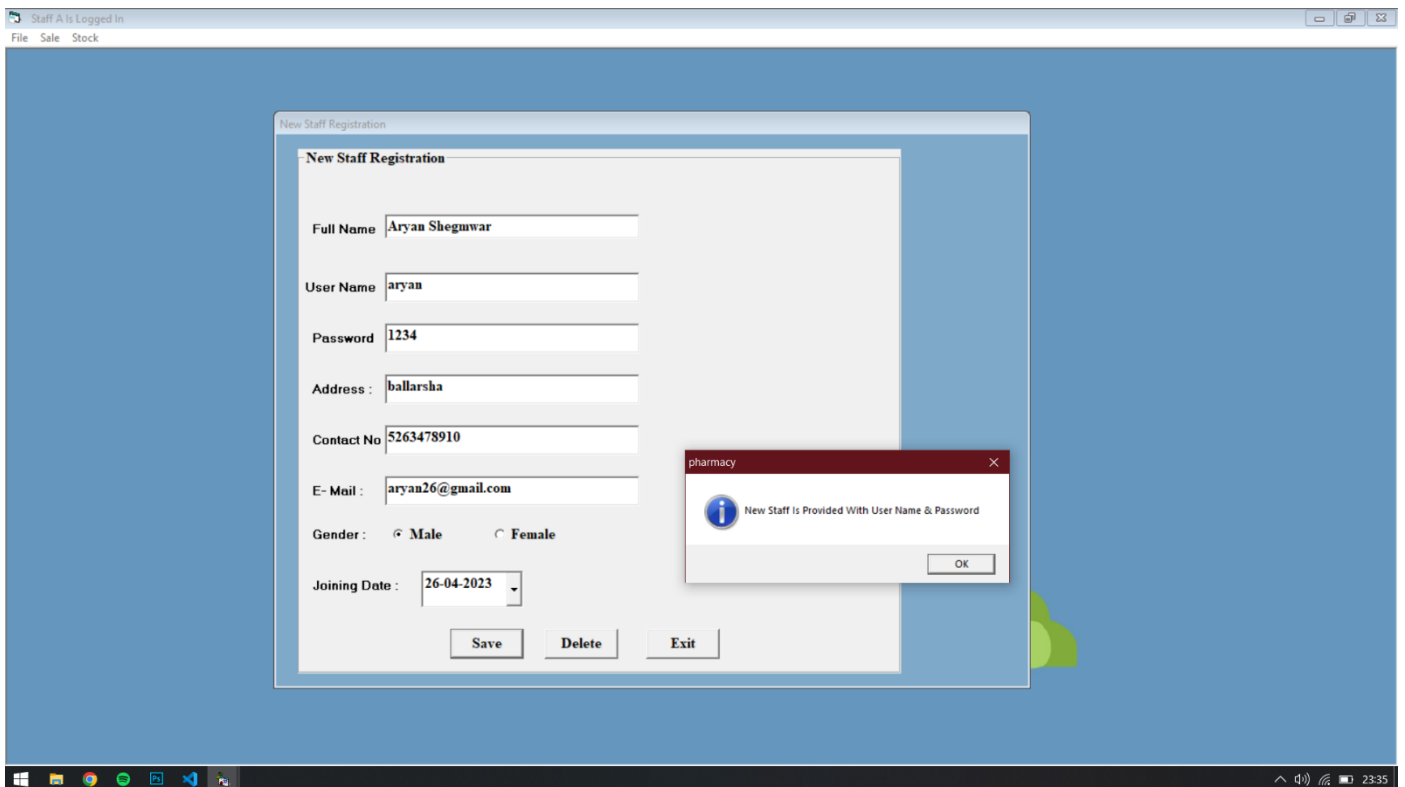 Staff A Is Logged In
File Sale Stock
New Staff Registration
New Staff Registration
Full Name Aryan Shegmwar
User Name aryan
Password 1234
Address : ballarsha
Contact No 5263478910
E- Mail : aryan26@gmail.com
Gender : Male Female
Joining Date : 26-04-2023
Save Delete Exit
pharmacy
New Staff Is Provided With User Name & Password
OK
Ps
23:35